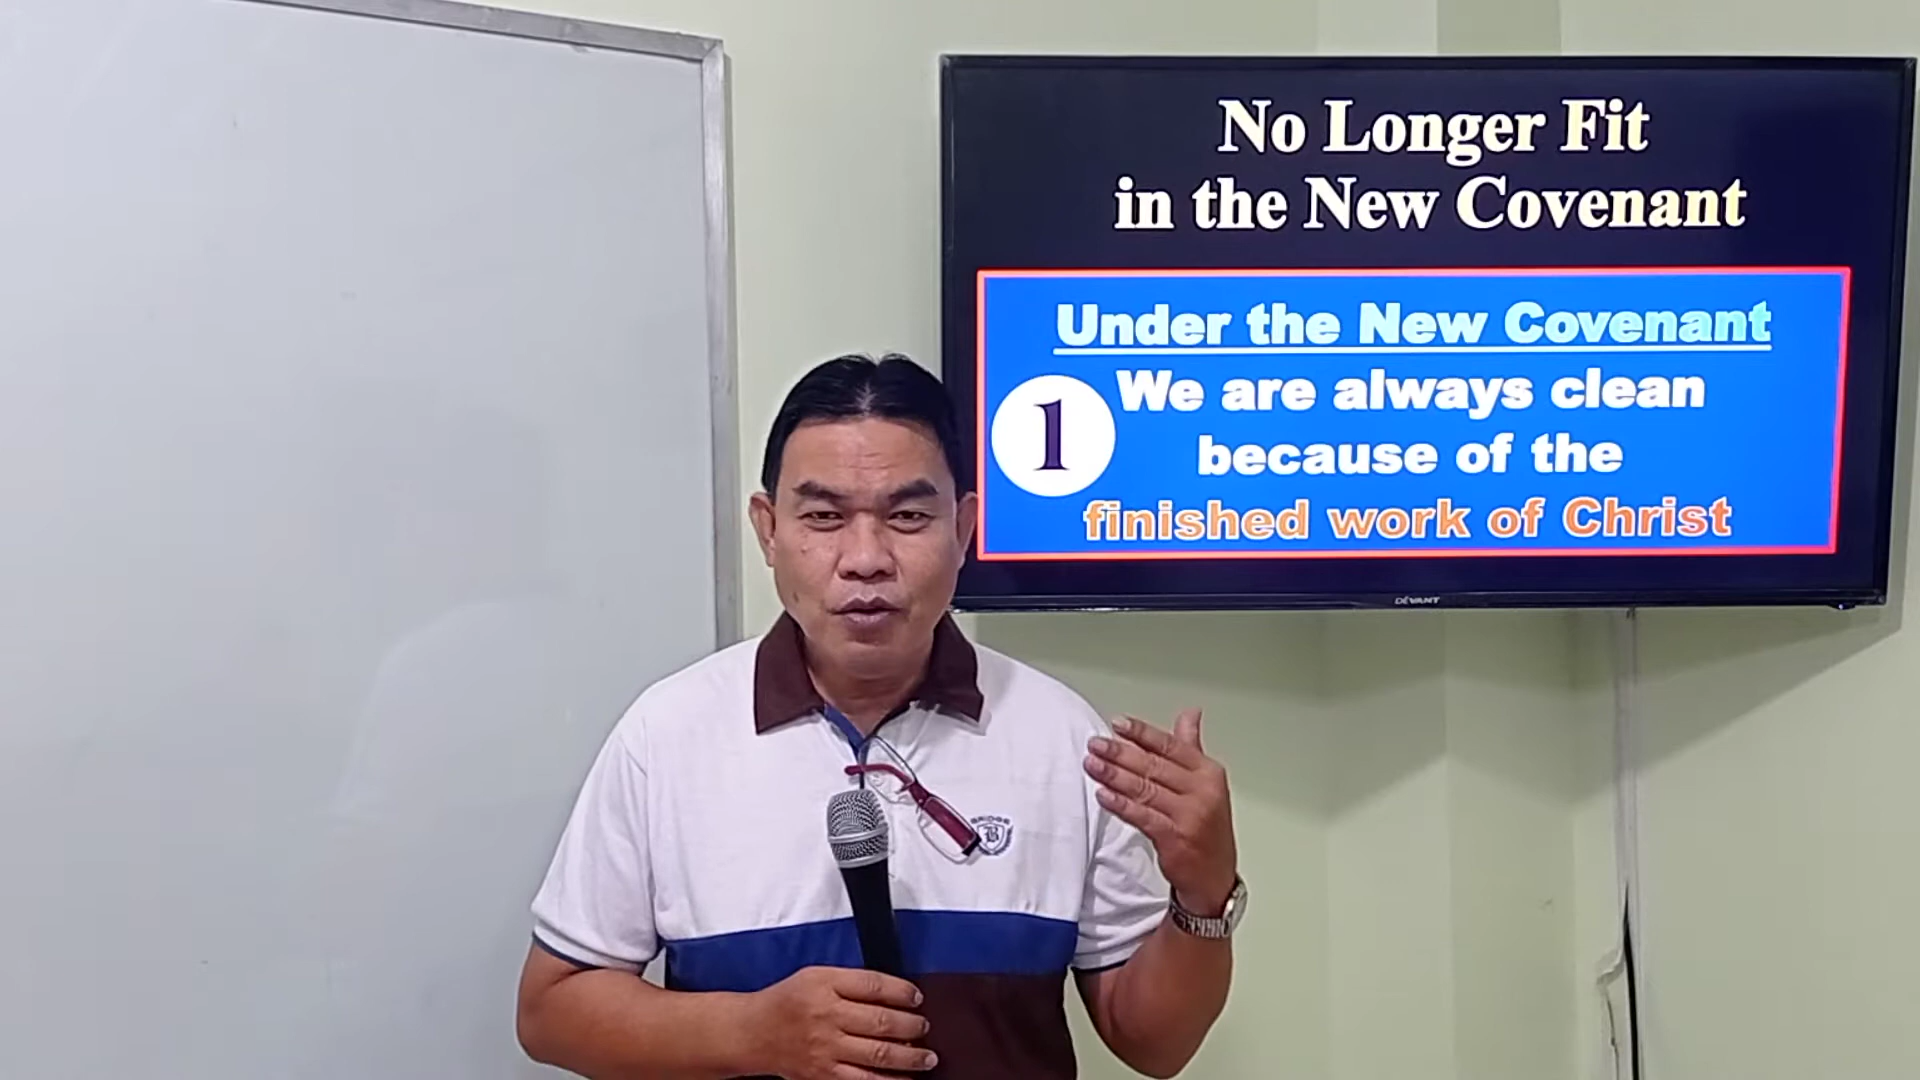 No Longer Fit
in the New Covenant
Under the New Covenant
1
We are always clean
because of the
finished work of Christ
DEVANT
BRIDGE
B